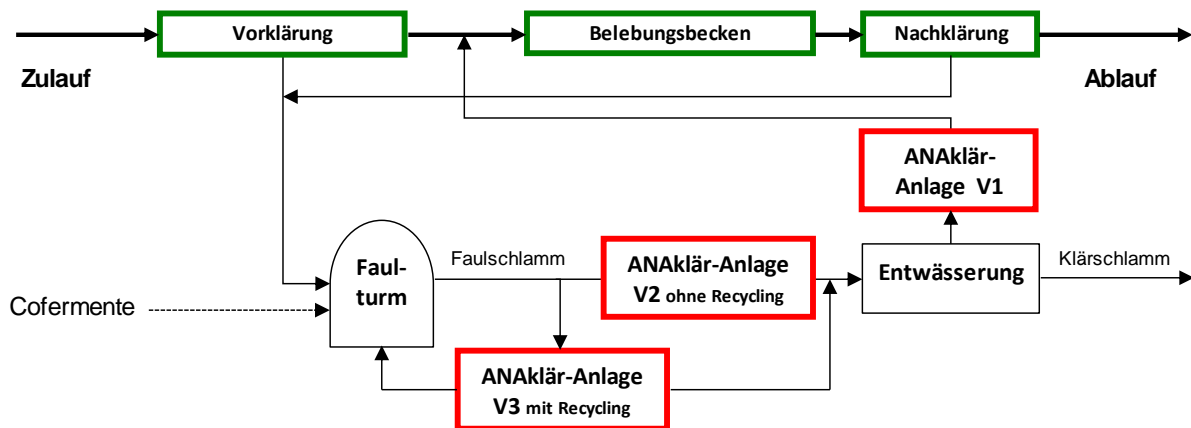 Vorklärung
Belebungsbecken
Nachklärung
Zulauf
Ablauf
ANAklär-
Anlage V1
Faul-
turm
Faulschlamm
ANAklär-Anlage
V2 ohne Recycling
Entwässerung
Klärschlamm
Cofermente
ANAklär-Anlage
V3 mit Recycling